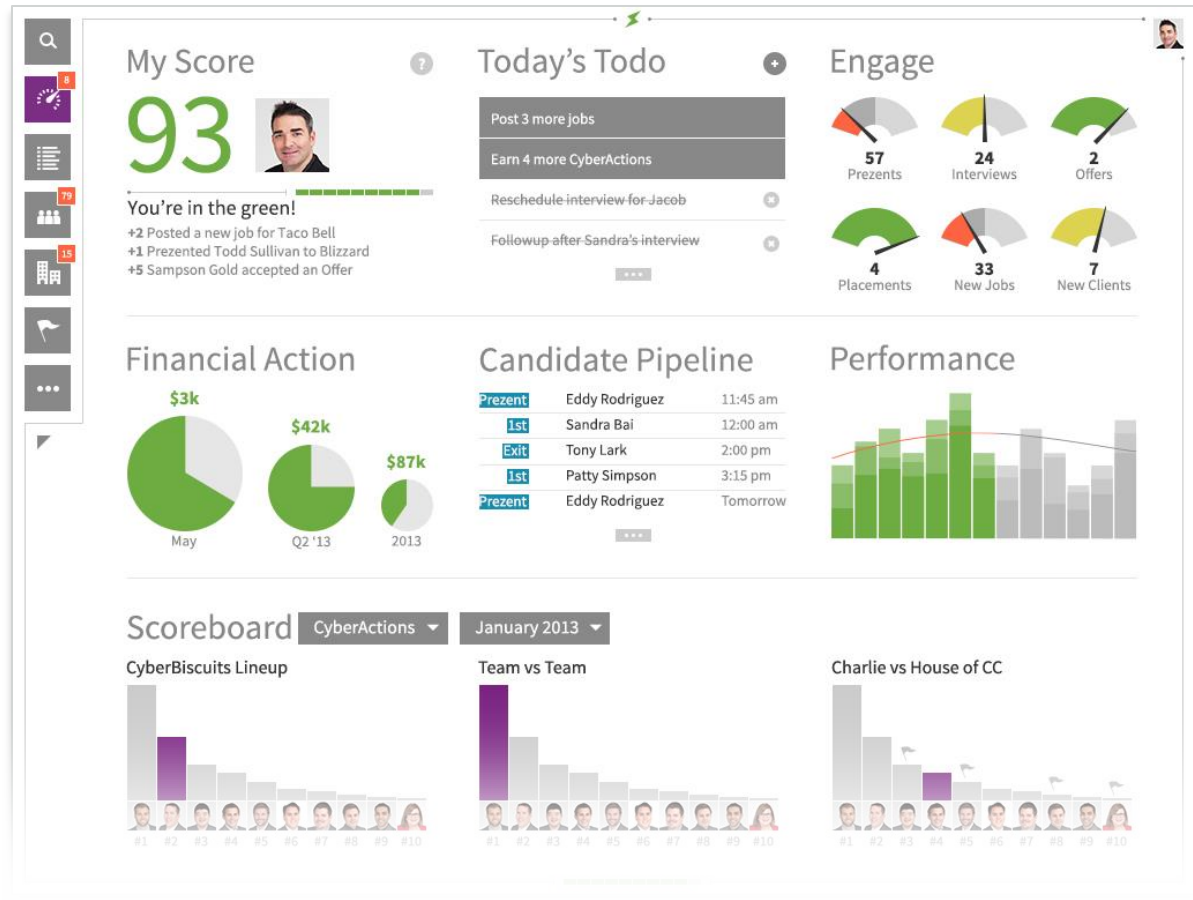 8
79
15
My Score
?
93
You're in the green!
+2 Posted a new job for Taco Bell
+1 Prezented Todd Sullivan to Blizzard
+5 Sampson Gold accepted an Offer
Today's Todo
+
Post 3 more jobs
Earn 4 more CyberActions
Reschedule interview for Jacob
Followup after Sandra's interview
Engage
57 24 2
Prezents Interviews Offers
4 33 7
Placements New Jobs New Clients
Financial Action
$3k
$42k
$87k
May Q2 '13 2013
Candidate Pipeline
Prezent Eddy Rodriguez 11:45 am
1st Sandra Bai 12:00 am
Exit Tony Lark 2:00 pm
1st Patty Simpson 3:15 pm
Prezent Eddy Rodriguez Tomorrow
Performance
Scoreboard CyberActions January 2013
CyberBiscuits Lineup
#1 #2 #3 #4 #5 #6 #7 #8 #9 #10
Team vs Team
#1 #2 #3 #4 #5 #6 #7 #8 #9 #10
Charlie vs House of CC
#1 #2 #3 #4 #5 #6 #7 #8 #9 #10